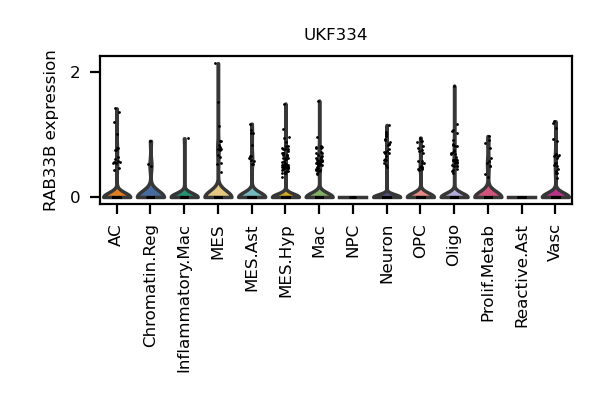 UKF334
RAB33B expression
2
0
AC
Chromatin.Reg
Inflammatory.Mac
MES
MES.Ast
MES.Hyp
Mac
NPC
Neuron
OPC
Oligo
Prolif.Metab
Reactive.Ast
Vasc